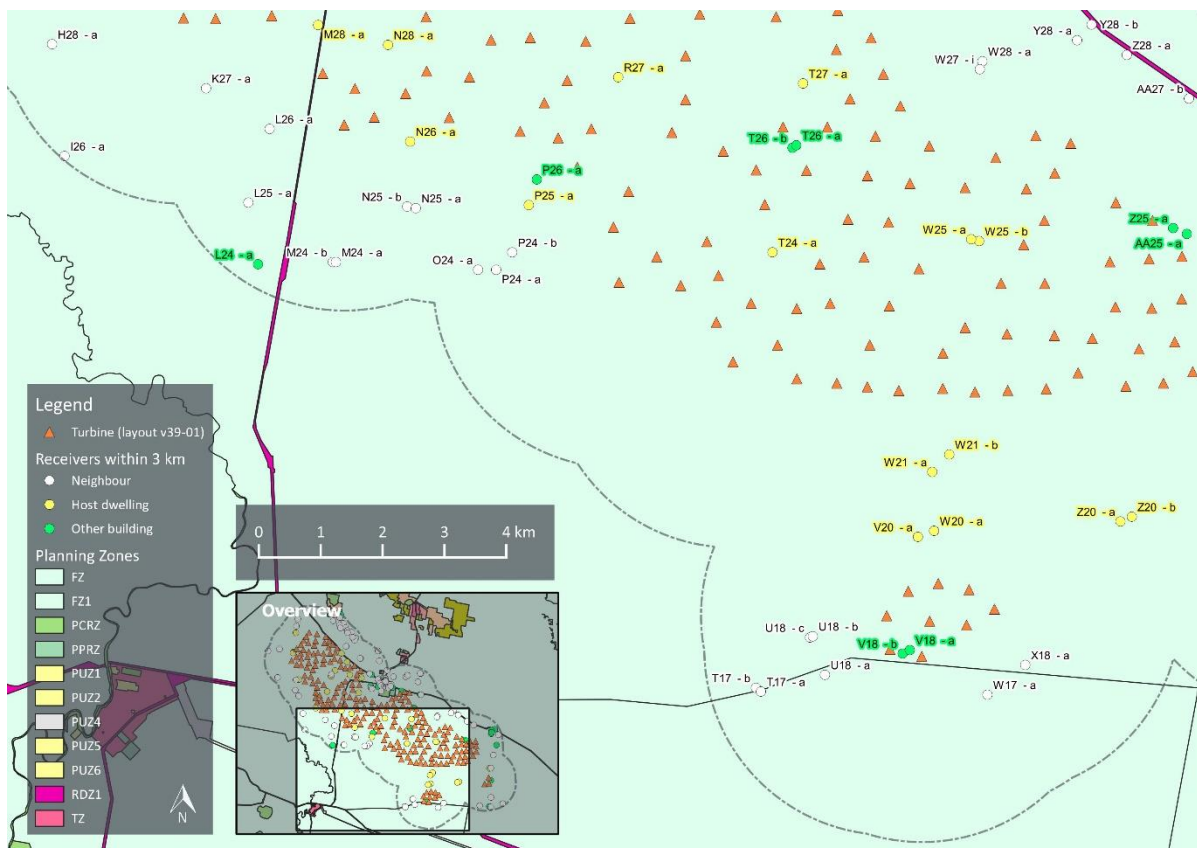 H28 - a
M28 - a
N28 - a
Y28 - b
Y28 - a
W28 - a
Z28 - a
W27 - i
K27 - a
R27 - a
T27 - a
AA27 - b
L26 - a
N26 - a
T26 - b
T26 - a
I26 - a
P26 - a
L25 - a
N25 - b
N25 - a
P25 - a
Z25 - a
W25 - a
W25 - b
AA25 - a
L24 - a
M24 - b
M24 - a
P24 - b
T24 - a
O24 - a
P24 - a
W21 - b
W21 - a
Z20 - a
Z20 - b
V20 - a
W20 - a
U18 - c
U18 - b
V18 - b
V18 - a
U18 - a
X18 - a
T17 - b
T17 - a
W17 - a
Legend
Turbine (layout v39-01)
Receivers within 3 km
Neighbour
Host dwelling
Other building
Planning Zones
FZ
FZ1
PCRZ
PPRZ
PUZ1
PUZ2
PUZ4
PUZ5
PUZ6
RDZ1
TZ
N
0 1 2 3 4 km
Overview